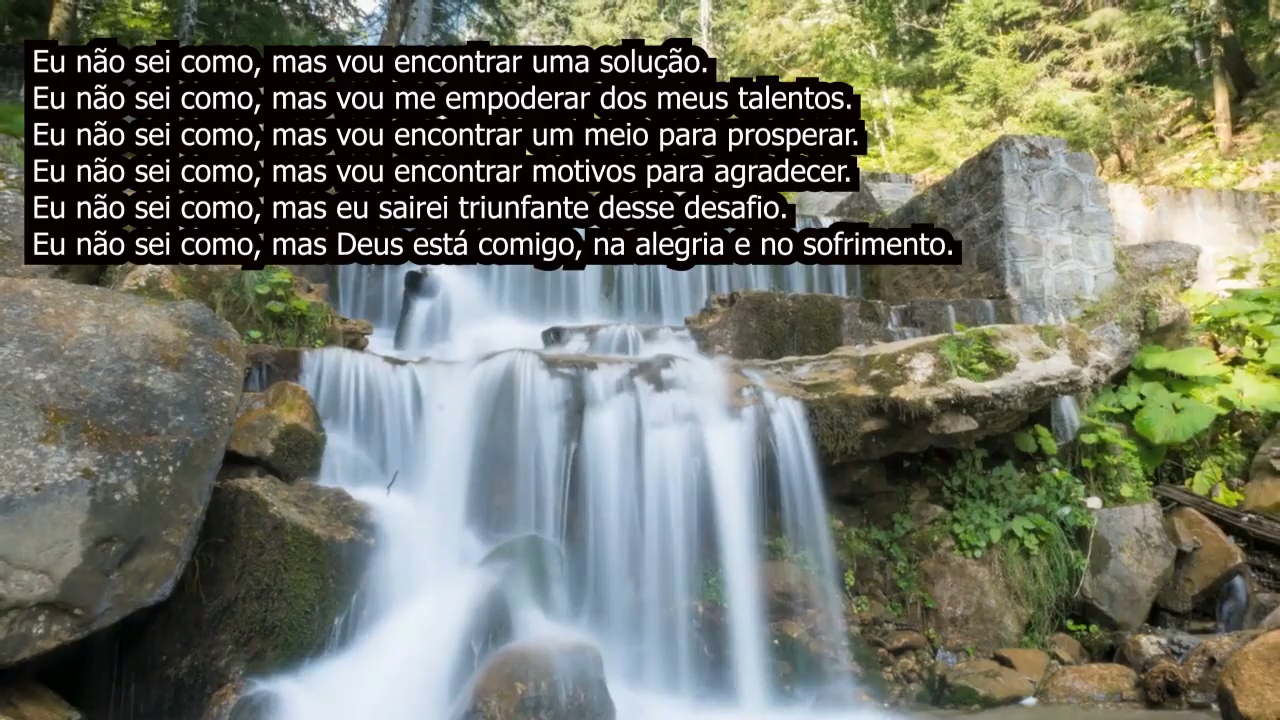 Eu não sei como, mas vou encontrar uma solução.
Eu não sei como, mas vou me empoderar dos meus talentos.
Eu não sei como, mas vou encontrar um meio para prosperar.
Eu não sei como, mas vou encontrar motivos para agradecer.
Eu não sei como, mas eu sairei triunfante desse desafio.
Eu não sei como, mas Deus está comigo, na alegria e no sofrimento.